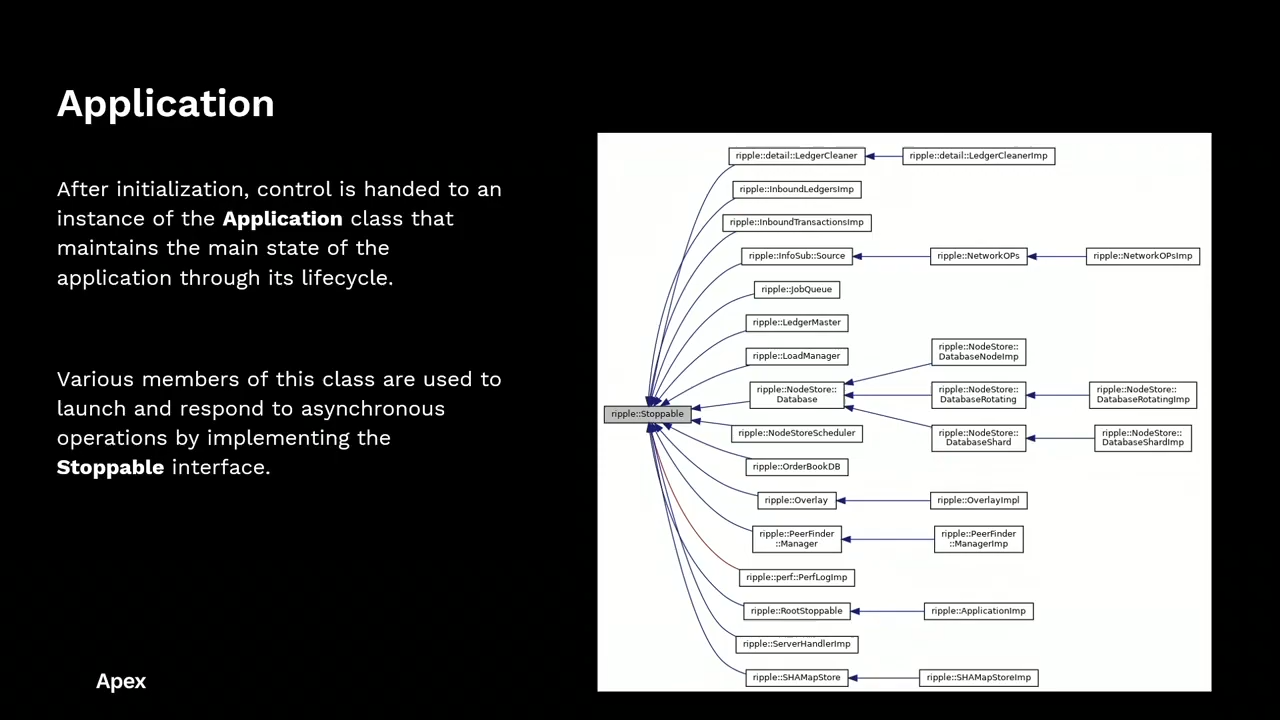 Application
After initialization, control is handed to an
instance of the Application class that
maintains the main state of the
application through its lifecycle.
Various members of this class are used to
launch and respond to asynchronous
operations by implementing the
Stoppable interface.
Apex
ripple::Stoppable
ripple::detail::LedgerCleaner
ripple::detail::LedgerCleanerImp
ripple::InboundLedgersImp
ripple::InboundTransactionsImp
ripple::InfoSub::Source
ripple::NetworkOPs
ripple::NetworkOPsImp
ripple::JobQueue
ripple::LedgerMaster
ripple::LoadManager
ripple::NodeStore::
Database
ripple::NodeStore::
DatabaseNodeImp
ripple::NodeStore::
DatabaseRotating
ripple::NodeStore::
DatabaseRotatingImp
ripple::NodeStore::
DatabaseShard
ripple::NodeStore::
DatabaseShardImp
ripple::NodeStoreScheduler
ripple::OrderBookDB
ripple::Overlay
ripple::OverlayImpl
ripple::PeerFinder
::Manager
ripple::PeerFinder
::ManagerImp
ripple::perf::PerfLogImp
ripple::RootStoppable
ripple::ApplicationImp
ripple::ServerHandlerImp
ripple::SHAMapStore
ripple::SHAMapStoreImp